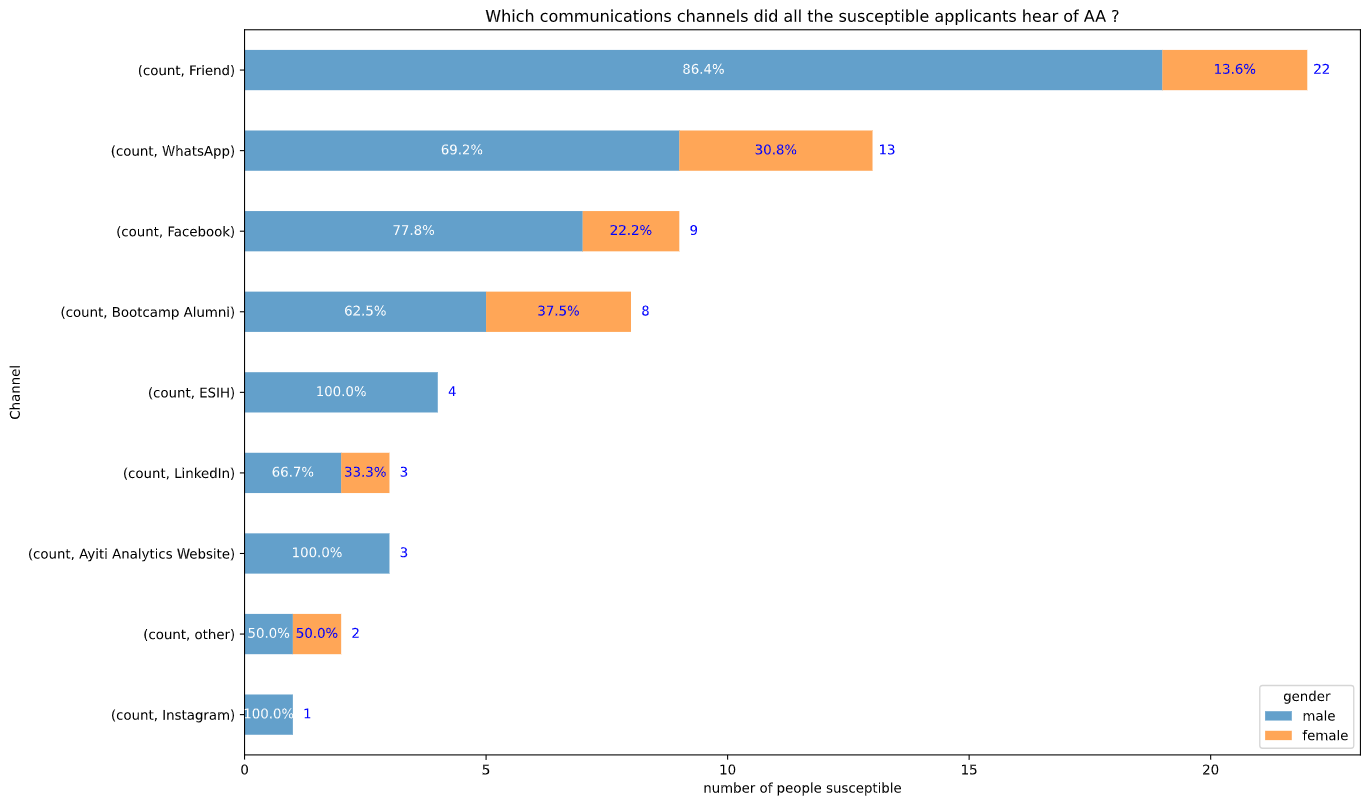 Which communications channels did all the susceptible applicants hear of AA ?
(count, Friend) 86.4% 13.6% 22
(count, WhatsApp) 69.2% 30.8% 13
(count, Facebook) 77.8% 22.2% 9
(count, Bootcamp Alumni) 62.5% 37.5% 8
(count, ESIH) 100.0% 4
(count, LinkedIn) 66.7% 33.3% 3
(count, Ayiti Analytics Website) 100.0% 3
(count, other) 50.0% 50.0% 2
(count, Instagram) 100.0% 1
Channel
gender
male
female
0 5 10 15 20
number of people susceptible